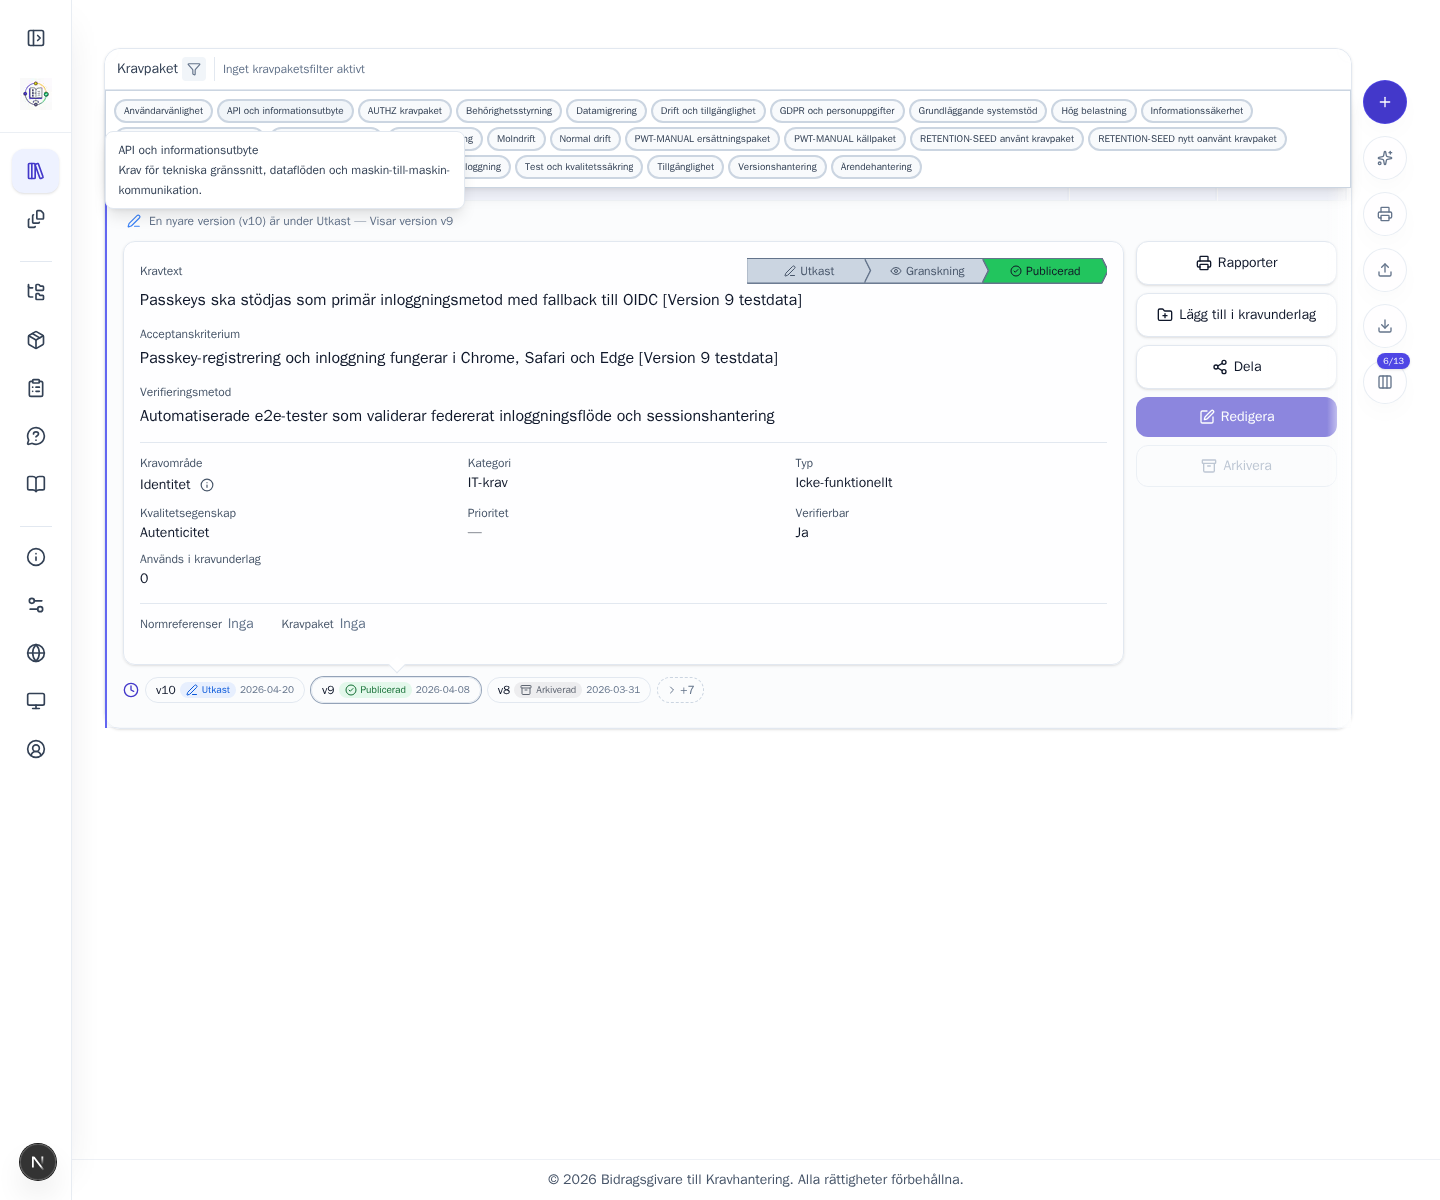 Kravpaket Inget kravpaketsfilter aktivt
Användarvänlighet API och informationsutbyte AUTHZ kravpaket Behörighetsstyrning Datamigrering Drift och tillgänglighet GDPR och personuppgifter Grundläggande systemstöd Hög belastning Informationssäkerhet
Molndrift Normal drift PWT-MANUAL ersättningspaket PWT-MANUAL källpaket RETENTION-SEED använt kravpaket RETENTION-SEED nytt oanvänt kravpaket
Test och kvalitetssäkring Tillgänglighet Versionshantering Ärendehantering
API och informationsutbyte
Krav för tekniska gränssnitt, dataflöden och maskin-till-maskin-
kommunikation.
En nyare version (v10) är under Utkast — Visar version v9
Kravtext
Utkast Granskning Publicerad
Passkeys ska stödjas som primär inloggningsmetod med fallback till OIDC [Version 9 testdata]
Acceptanskriterium
Passkey-registrering och inloggning fungerar i Chrome, Safari och Edge [Version 9 testdata]
Verifieringsmetod
Automatiserade e2e-tester som validerar federerat inloggningsflöde och sessionshantering
Kravområde Kategori Typ
Identitet IT-krav Icke-funktionellt
Kvalitetsegenskap Prioritet Verifierbar
Autenticitet — Ja
Används i kravunderlag
0
Normreferenser Inga Kravpaket Inga
v10 Utkast 2026-04-20 v9 Publicerad 2026-04-08 v8 Arkiverad 2026-03-31 +7
Rapporter
Lägg till i kravunderlag
Dela
Redigera
Arkivera
6/13
N
© 2026 Bidragsgivare till Kravhantering. Alla rättigheter förbehållna.